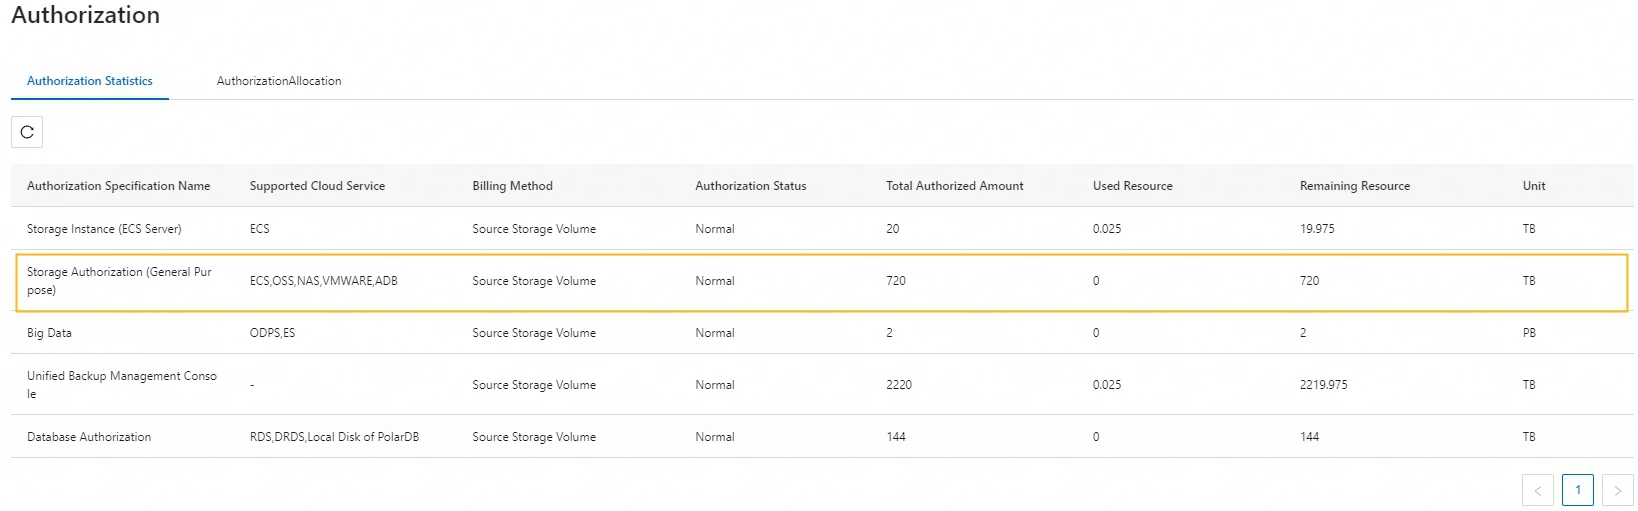 Authorization
Authorization Statistics AuthorizationAllocation
Authorization Specification Name Supported Cloud Service Billing Method Authorization Status Total Authorized Amount Used Resource Remaining Resource Unit
Storage Instance (ECS Server) ECS Source Storage Volume Normal 20 0.025 19.975 TB
Storage Authorization (General Pur
pose) ECS,OSS,NAS,VMWARE,ADB Source Storage Volume Normal 720 0 720 TB
Big Data ODPS,ES Source Storage Volume Normal 2 0 2 PB
Unified Backup Management Conso
le - Source Storage Volume Normal 2220 0.025 2219.975 TB
Database Authorization RDS,DRDS,Local Disk of PolarDB Source Storage Volume Normal 144 0 144 TB
< 1 >